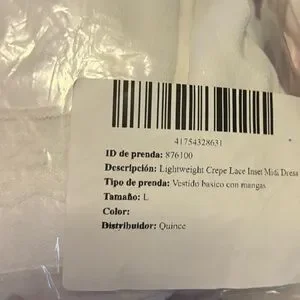 41754328631
ID de prenda: 876100
Descripción: Lightweight Crepe Lace Inset Midi Dress
Tipo de prenda: Vestido basico con mangas
Tamaño: L
Color:
Distribuidor: Quince